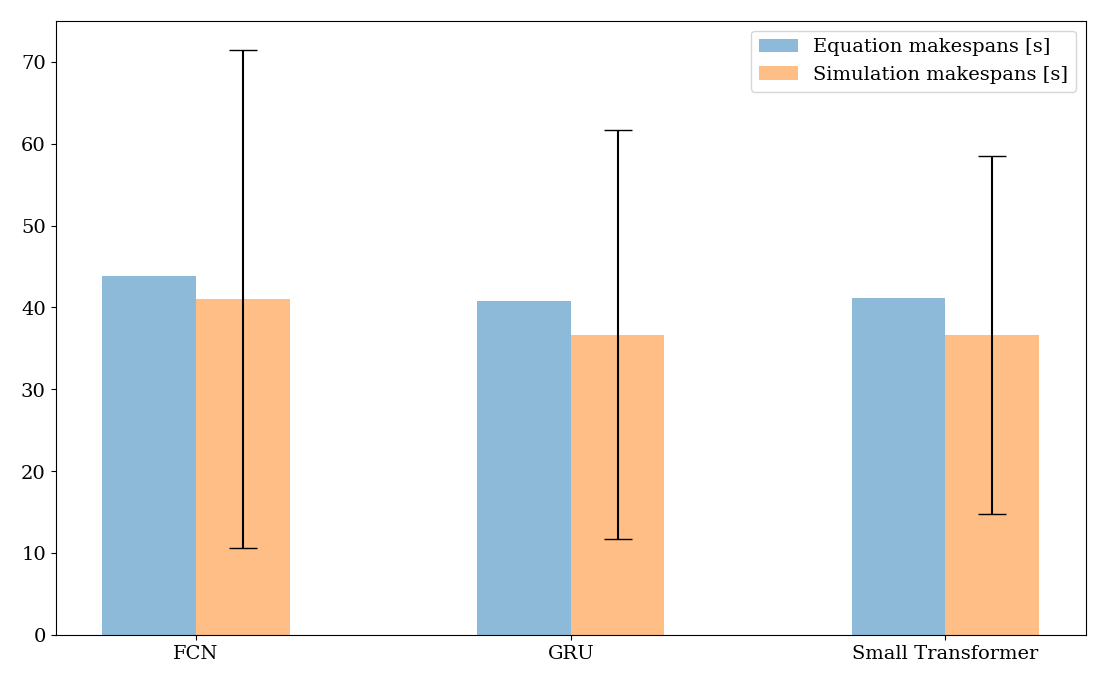 Equation makespans [s]
Simulation makespans [s]
70
60
50
40
30
20
10
0
FCN GRU Small Transformer